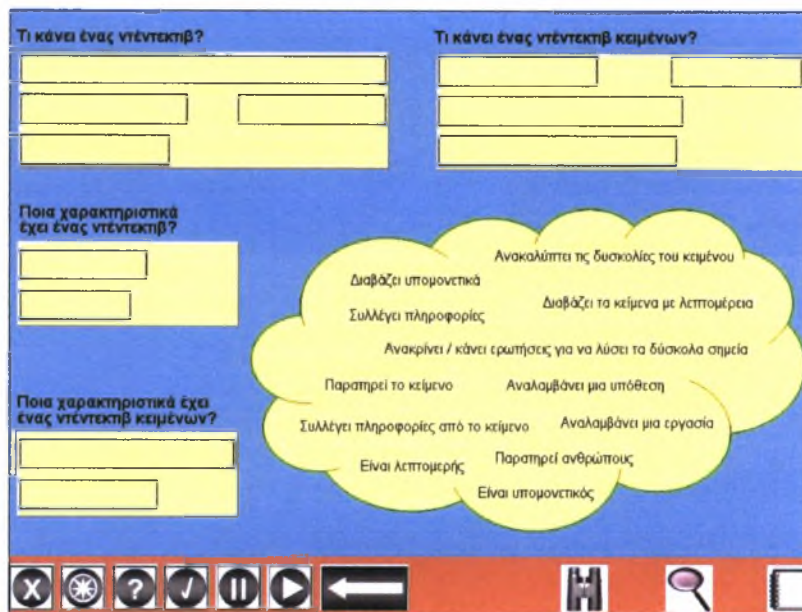 Τι κάνει ένας ντέντεκτιβ?
Τι κάνει ένας ντέντεκτιβ κειμένων?
Ποια χαρακτηριστικά
έχει ένας ντέντεκτιβ?
Ανακαλύπτει τις δυσκολίες του κειμένου
Διαβάζει υπομονετικά
Διαβάζει τα κείμενα με λεπτομέρεια
Συλλέγει πληροφορίες
Ανακρίνει / κάνει ερωτήσεις για να λύσει τα δύσκολα σημεία
Παρατηρεί το κείμενο
Αναλαμβάνει μια υπόθεση
Ποια χαρακτηριστικά έχει
ένας ντέντεκτιβ κειμένων?
Συλλέγει πληροφορίες από το κείμενο
Αναλαμβάνει μια εργασία
Είναι λεπτομερής
Παρατηρεί ανθρώπους
Είναι υπομονετικός